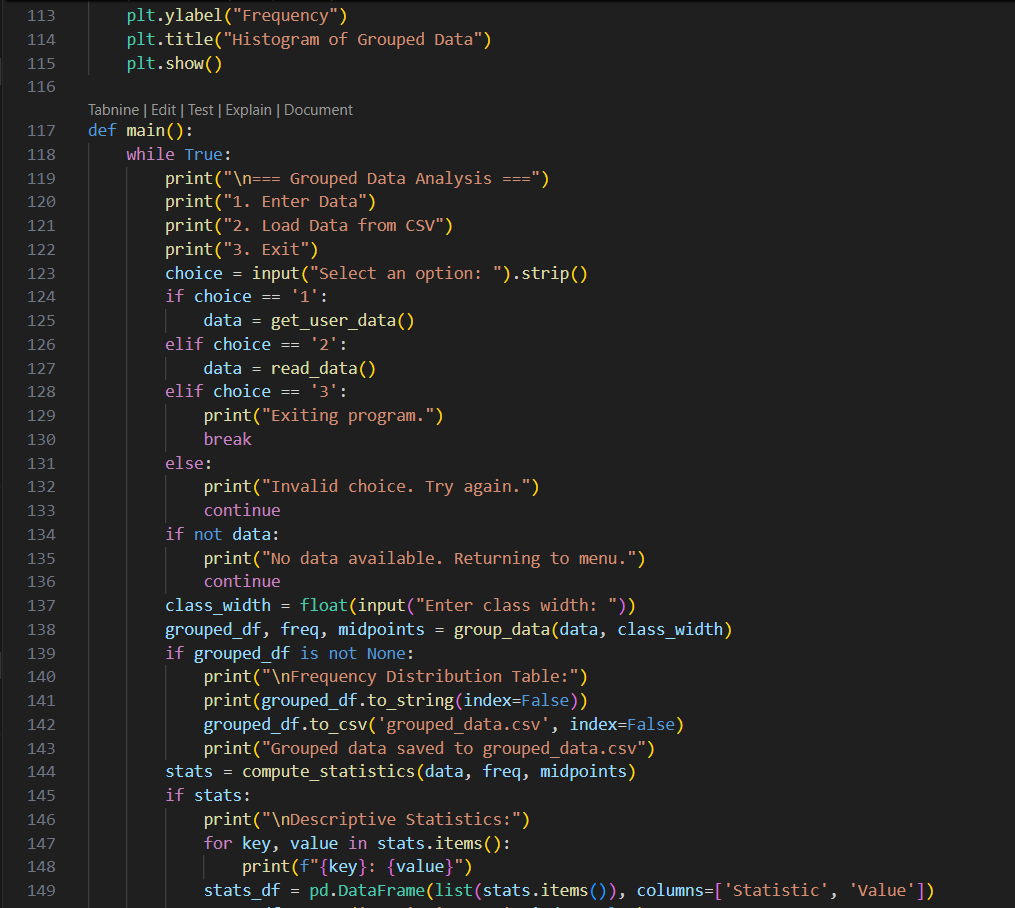 113 plt.ylabel("Frequency")
114 plt.title("Histogram of Grouped Data")
115 plt.show()
116
Tabnine | Edit | Test | Explain | Document
117 def main():
118 while True:
119 print("\n=== Grouped Data Analysis ===")
120 print("1. Enter Data")
121 print("2. Load Data from CSV")
122 print("3. Exit")
123 choice = input("Select an option: ").strip()
124 if choice == '1':
125 data = get_user_data()
126 elif choice == '2':
127 data = read_data()
128 elif choice == '3':
129 print("Exiting program.")
130 break
131 else:
132 print("Invalid choice. Try again.")
133 continue
134 if not data:
135 print("No data available. Returning to menu.")
136 continue
137 class_width = float(input("Enter class width: "))
138 grouped_df, freq, midpoints = group_data(data, class_width)
139 if grouped_df is not None:
140 print("\nFrequency Distribution Table:")
141 print(grouped_df.to_string(index=False))
142 grouped_df.to_csv('grouped_data.csv', index=False)
143 print("Grouped data saved to grouped_data.csv")
144 stats = compute_statistics(data, freq, midpoints)
145 if stats:
146 print("\nDescriptive Statistics:")
147 for key, value in stats.items():
148 print(f"{key}: {value}")
149 stats_df = pd.DataFrame(list(stats.items()), columns=['Statistic', 'Value'])